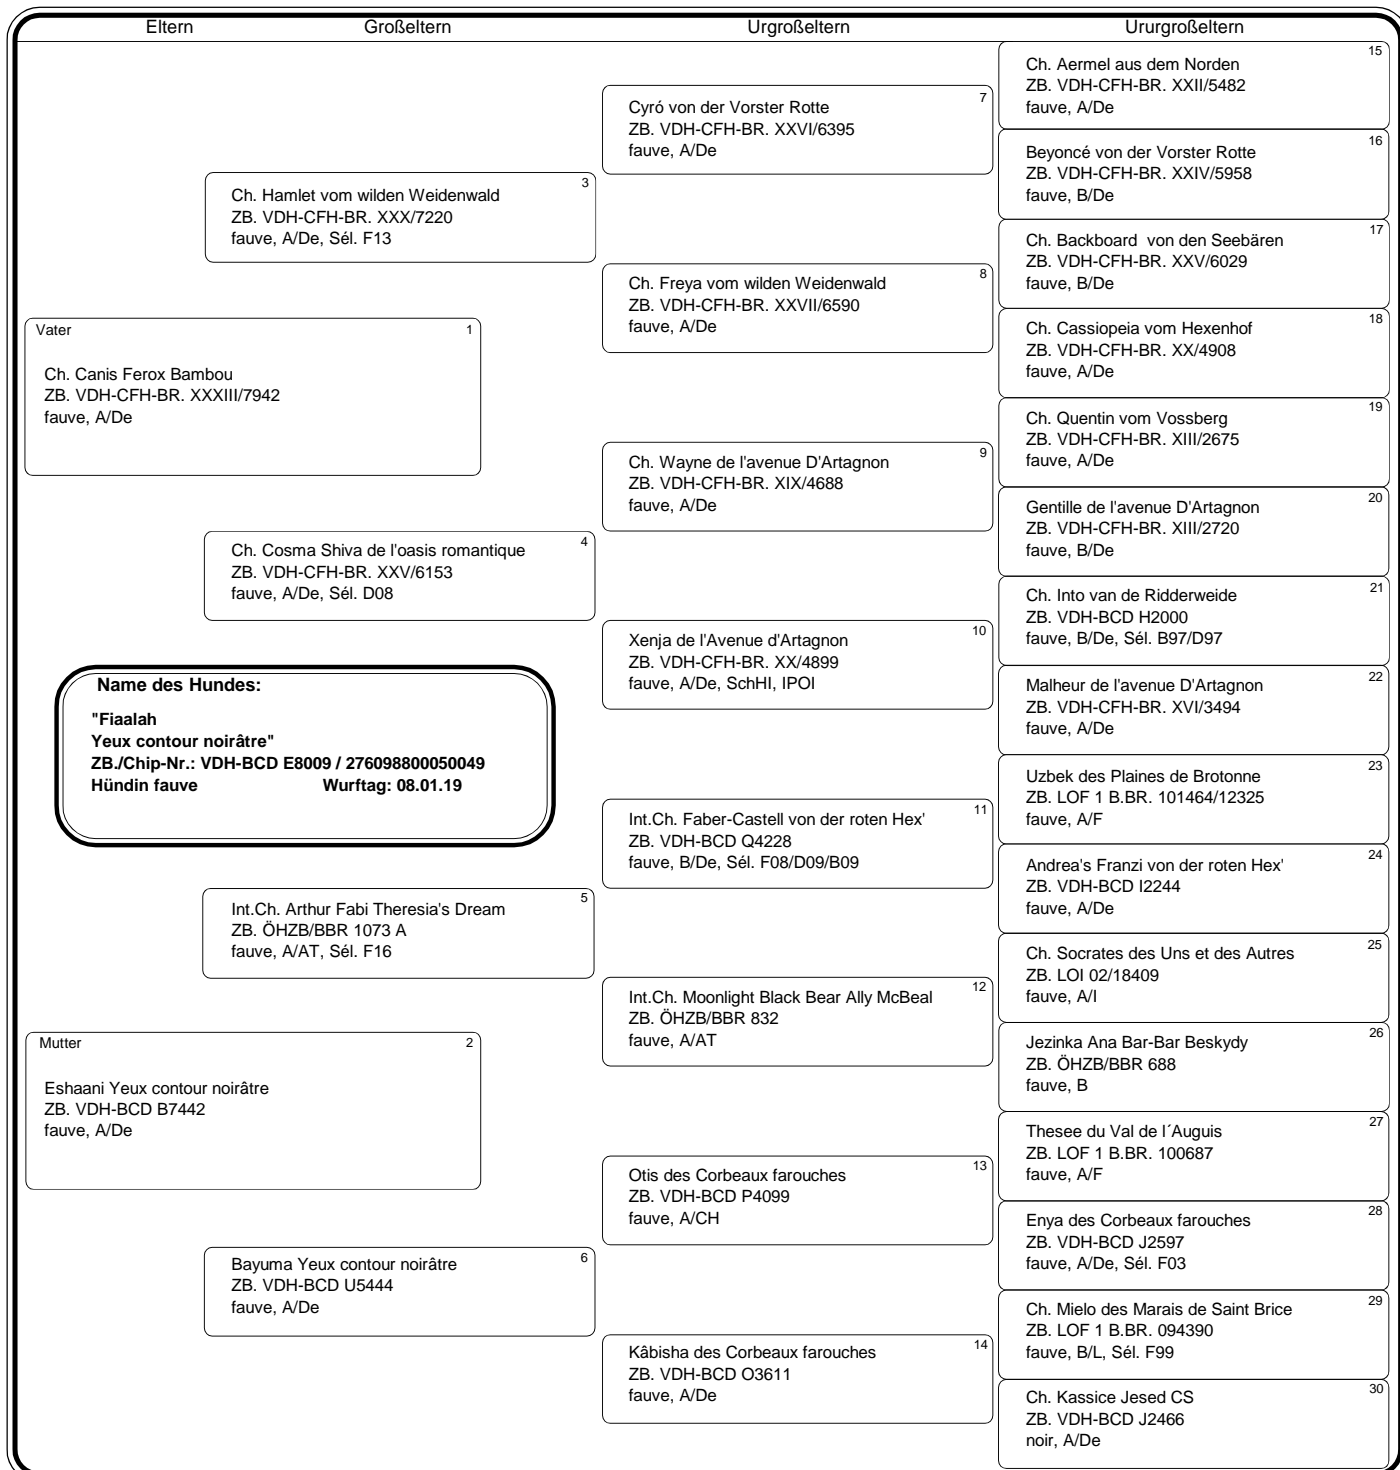 Eltern Großeltern Urgroßeltern Ururgroßeltern
Vater 1
Ch. Canis Ferox Bambou
ZB. VDH-CFH-BR. XXXIII/7942
fauve, A/De
Name des Hundes:
"Fiaalah
Yeux contour noirâtre"
ZB./Chip-Nr.: VDH-BCD E8009 / 276098800050049
Hündin fauve Wurftag: 08.01.19
Mutter 2
Eshaani Yeux contour noirâtre
ZB. VDH-BCD B7442
fauve, A/De
3
Ch. Hamlet vom wilden Weidenwald
ZB. VDH-CFH-BR. XXX/7220
fauve, A/De, Sél. F13
4
Ch. Cosma Shiva de l'oasis romantique
ZB. VDH-CFH-BR. XXV/6153
fauve, A/De, Sél. D08
5
Int.Ch. Arthur Fabi Theresia's Dream
ZB. ÖHZB/BBR 1073 A
fauve, A/AT, Sél. F16
6
Bayuma Yeux contour noirâtre
ZB. VDH-BCD U5444
fauve, A/De
7
Cyró von der Vorster Rotte
ZB. VDH-CFH-BR. XXVI/6395
fauve, A/De
8
Ch. Freya vom wilden Weidenwald
ZB. VDH-CFH-BR. XXVII/6590
fauve, A/De
9
Ch. Wayne de l'avenue D'Artagnon
ZB. VDH-CFH-BR. XIX/4688
fauve, A/De
10
Xenja de l'Avenue d'Artagnon
ZB. VDH-CFH-BR. XX/4899
fauve, A/De, SchHI, IPOI
11
Int.Ch. Faber-Castell von der roten Hex'
ZB. VDH-BCD Q4228
fauve, B/De, Sél. F08/D09/B09
12
Int.Ch. Moonlight Black Bear Ally McBeal
ZB. ÖHZB/BBR 832
fauve, A/AT
13
Otis des Corbeaux farouches
ZB. VDH-BCD P4099
fauve, A/CH
14
Kâbisha des Corbeaux farouches
ZB. VDH-BCD O3611
fauve, A/De
15
Ch. Aermel aus dem Norden
ZB. VDH-CFH-BR. XXII/5482
fauve, A/De
16
Beyoncé von der Vorster Rotte
ZB. VDH-CFH-BR. XXIV/5958
fauve, B/De
17
Ch. Backboard von den Seebären
ZB. VDH-CFH-BR. XXV/6029
fauve, B/De
18
Ch. Cassiopeia vom Hexenhof
ZB. VDH-CFH-BR. XX/4908
fauve, A/De
19
Ch. Quentin vom Vossberg
ZB. VDH-CFH-BR. XIII/2675
fauve, A/De
20
Gentille de l'avenue D'Artagnon
ZB. VDH-CFH-BR. XIII/2720
fauve, B/De
21
Ch. Into van de Ridderweide
ZB. VDH-BCD H2000
fauve, B/De, Sél. B97/D97
22
Malheur de l'avenue D'Artagnon
ZB. VDH-CFH-BR. XVI/3494
fauve, A/De
23
Uzbek des Plaines de Brotonne
ZB. LOF 1 B.BR. 101464/12325
fauve, A/F
24
Andrea's Franzi von der roten Hex'
ZB. VDH-BCD I2244
fauve, A/De
25
Ch. Socrates des Uns et des Autres
ZB. LOI 02/18409
fauve, A/I
26
Jezinka Ana Bar-Bar Beskydy
ZB. ÖHZB/BBR 688
fauve, B
27
Thesee du Val de l´Auguis
ZB. LOF 1 B.BR. 100687
fauve, A/F
28
Enya des Corbeaux farouches
ZB. VDH-BCD J2597
fauve, A/De, Sél. F03
29
Ch. Mielo des Marais de Saint Brice
ZB. LOF 1 B.BR. 094390
fauve, B/L, Sél. F99
30
Ch. Kassice Jesed CS
ZB. VDH-BCD J2466
noir, A/De